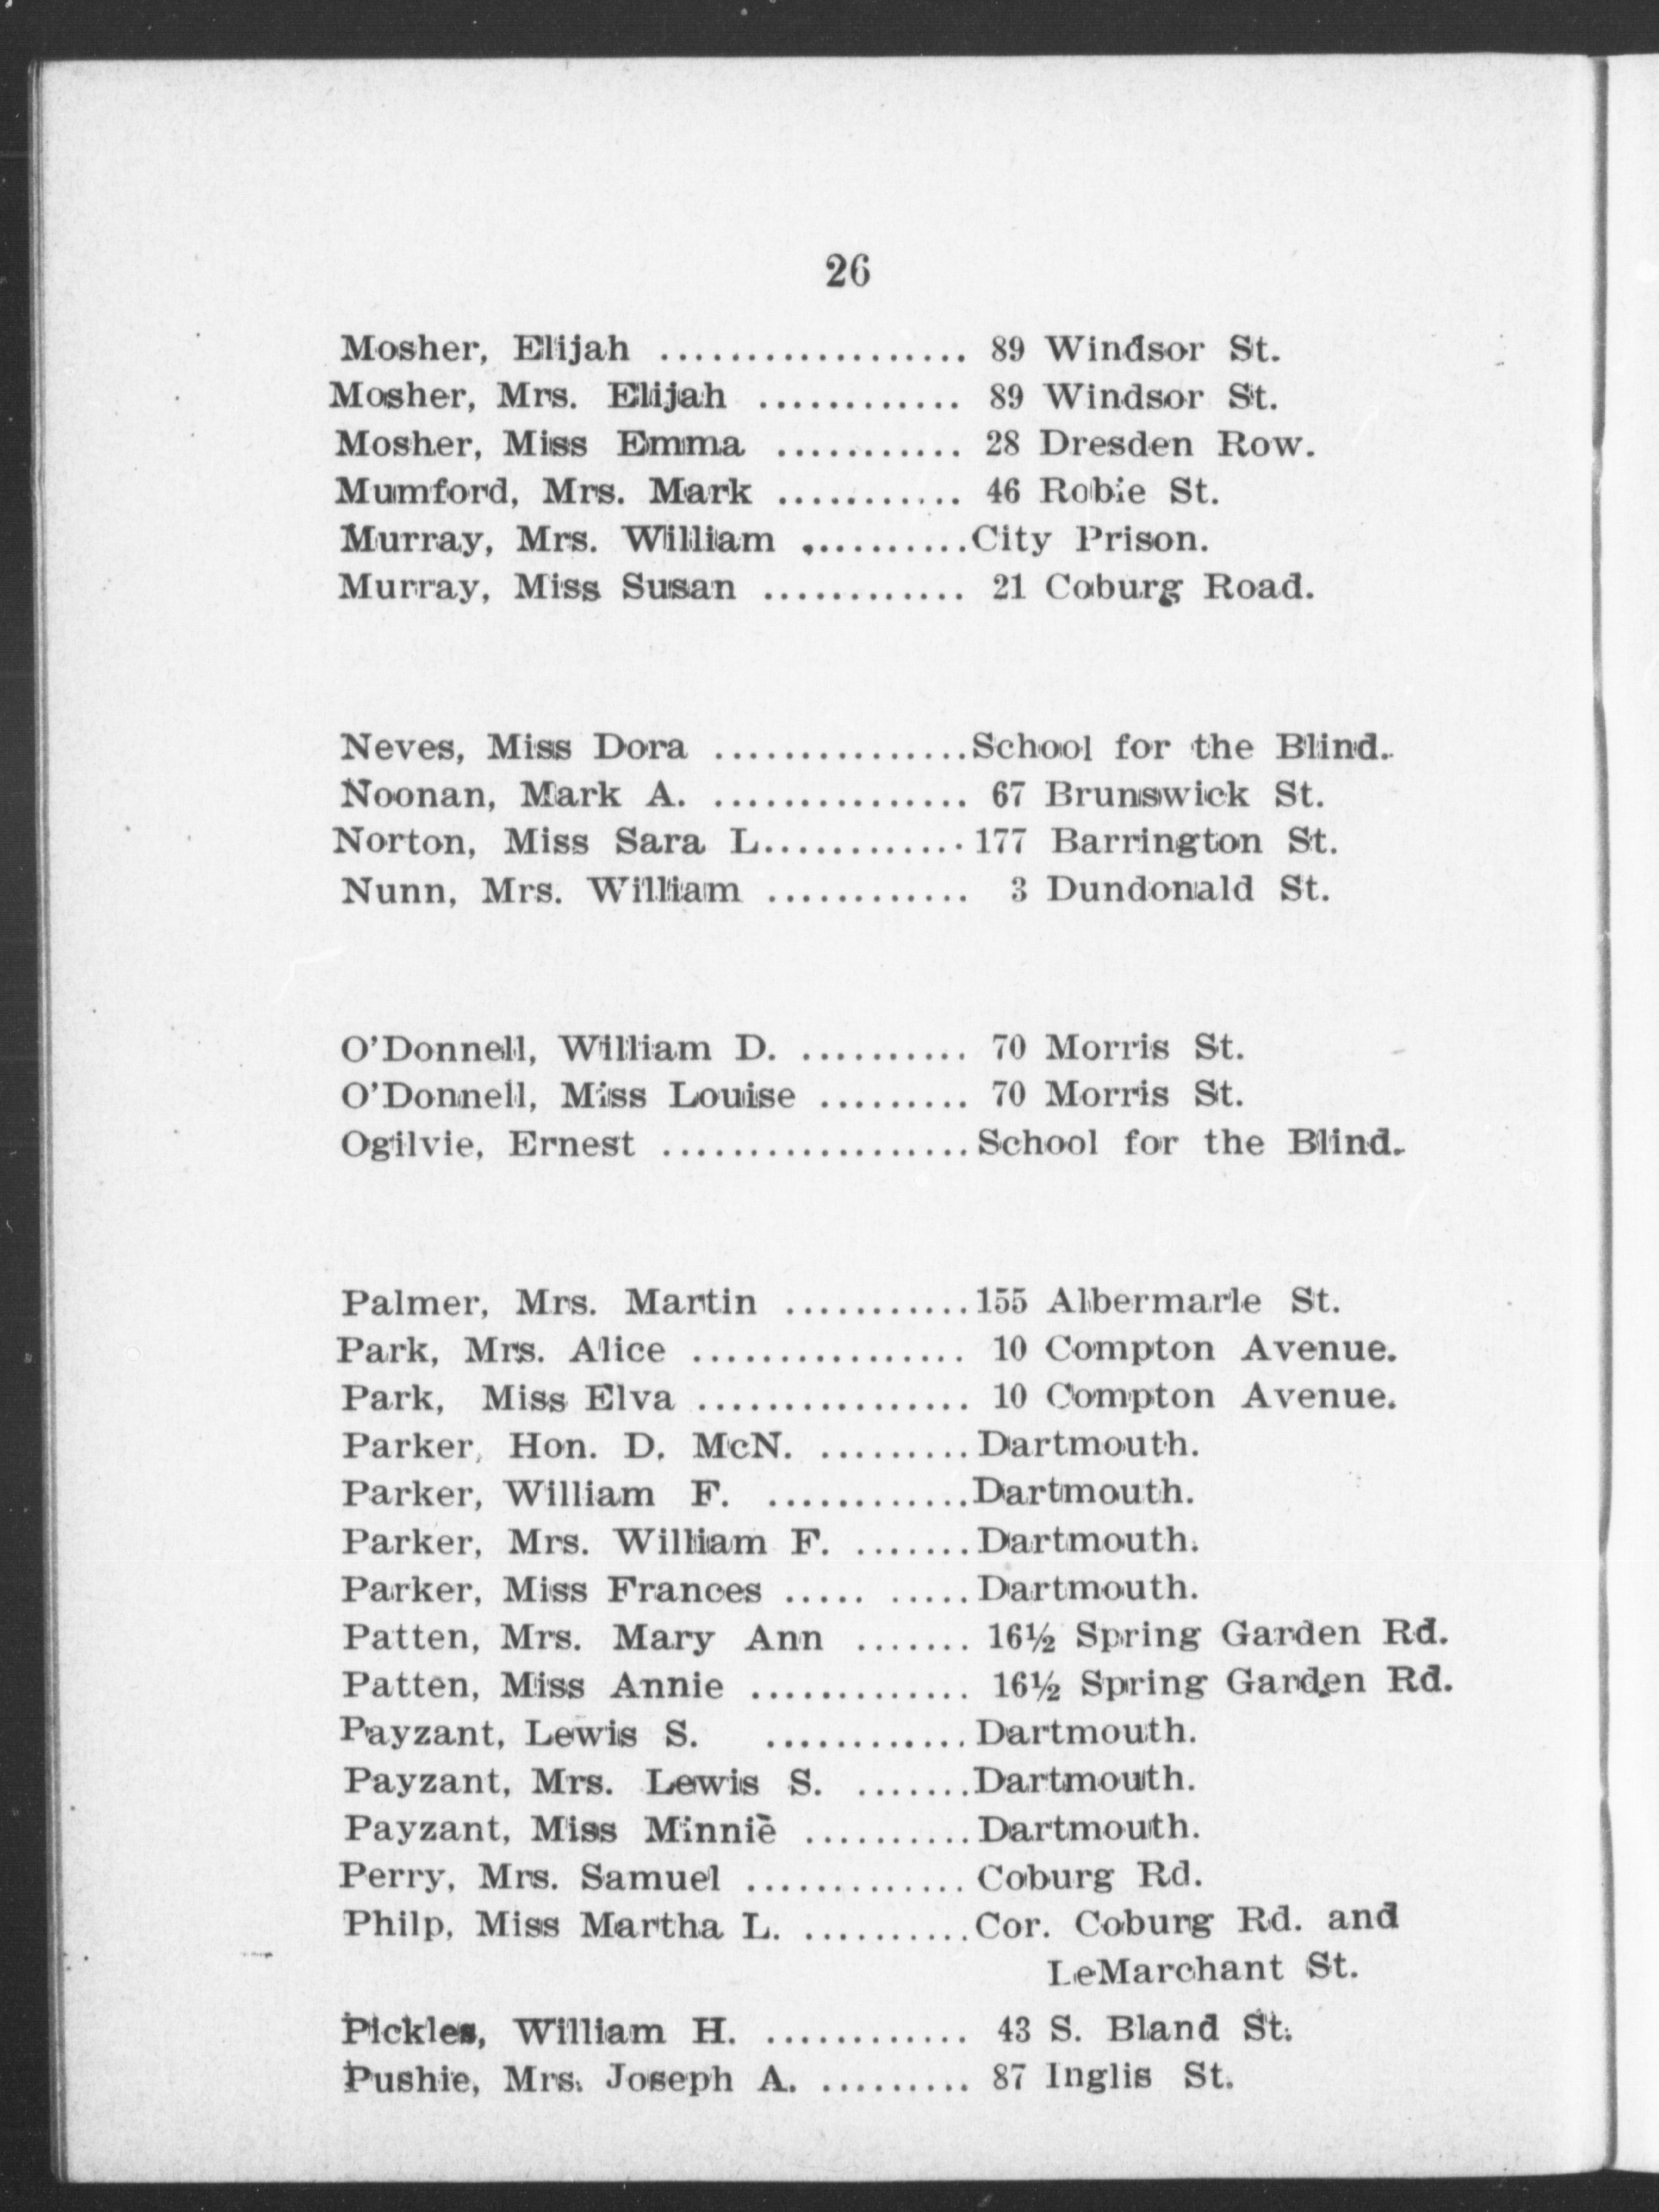 26
Mosher, Elijah .................. 89 Windsor St.
Mosher, Mrs. Elijah ............ 89 Windsor St.
Mosher, Miss Emma ........... 28 Dresden Row.
Mumford, Mrs. Mark ........... 46 Robie St.
Murray, Mrs. William ..........City Prison.
Murray, Miss Susan ............ 21 Coburg Road.
Neves, Miss Dora ...............School for the Blind.
Noonan, Mark A. ............... 67 Brunswick St.
Norton, Miss Sara L............177 Barrington St.
Nunn, Mrs. William ............ 3 Dundonald St.
O'Donnell, William D. .......... 70 Morris St.
O'Donnell, Miss Louise ......... 70 Morris St.
Ogilvie, Ernest ..................School for the Blind.
Palmer, Mrs. Martin ...........155 Albermarle St.
Park, Mrs. Alice ................ 10 Compton Avenue.
Park, Miss Elva ................ 10 Compton Avenue.
Parker, Hon. D. McN. .........Dartmouth.
Parker, William F. ............Dartmouth.
Parker, Mrs. William F. .......Dartmouth.
Parker, Miss Frances ..... .....Dartmouth.
Patten, Mrs. Mary Ann ....... 16½ Spring Garden Rd.
Patten, Miss Annie ............. 16½ Spring Garden Rd.
Payzant, Lewis S. ............Dartmouth.
Payzant, Mrs. Lewis S. .......Dartmouth.
Payzant, Miss Minnie ..........Dartmouth.
Perry, Mrs. Samuel .............Coburg Rd.
Philp, Miss Martha L. ..........Cor. Coburg Rd. and
LeMarchant St.
Pickles, William H. ............ 43 S. Bland St.
Pushie, Mrs. Joseph A. ......... 87 Inglis St.